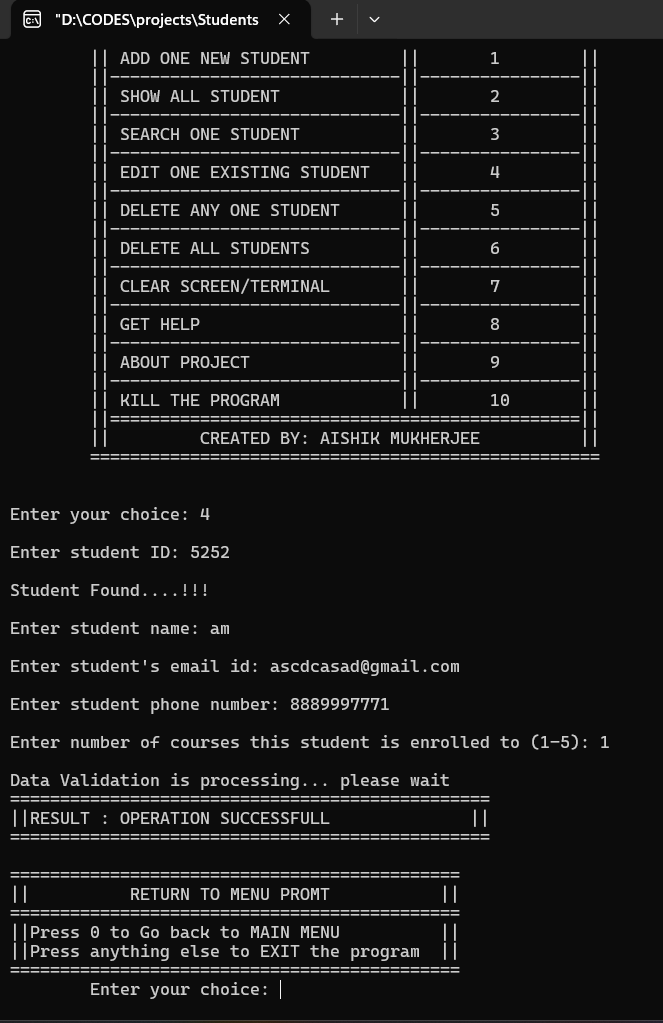 "D:\CODES\projects\Students
|| ADD ONE NEW STUDENT || 1 ||
||-----------------------------||----------------||
|| SHOW ALL STUDENT || 2 ||
||-----------------------------||----------------||
|| SEARCH ONE STUDENT || 3 ||
||-----------------------------||----------------||
|| EDIT ONE EXISTING STUDENT || 4 ||
||-----------------------------||----------------||
|| DELETE ANY ONE STUDENT || 5 ||
||-----------------------------||----------------||
|| DELETE ALL STUDENTS || 6 ||
||-----------------------------||----------------||
|| CLEAR SCREEN/TERMINAL || 7 ||
||-----------------------------||----------------||
|| GET HELP || 8 ||
||-----------------------------||----------------||
|| ABOUT PROJECT || 9 ||
||-----------------------------||----------------||
|| KILL THE PROGRAM || 10 ||
||===============================================||
|| CREATED BY: AISHIK MUKHERJEE ||
===================================================
Enter your choice: 4
Enter student ID: 5252
Student Found....!!!
Enter student name: am
Enter student's email id: ascdcasad@gmail.com
Enter student phone number: 8889997771
Enter number of courses this student is enrolled to (1-5): 1
Data Validation is processing... please wait
================================================
||RESULT : OPERATION SUCCESSFULL ||
================================================
=============================================
|| RETURN TO MENU PROMT ||
=============================================
||Press 0 to Go back to MAIN MENU ||
||Press anything else to EXIT the program ||
=============================================
Enter your choice: